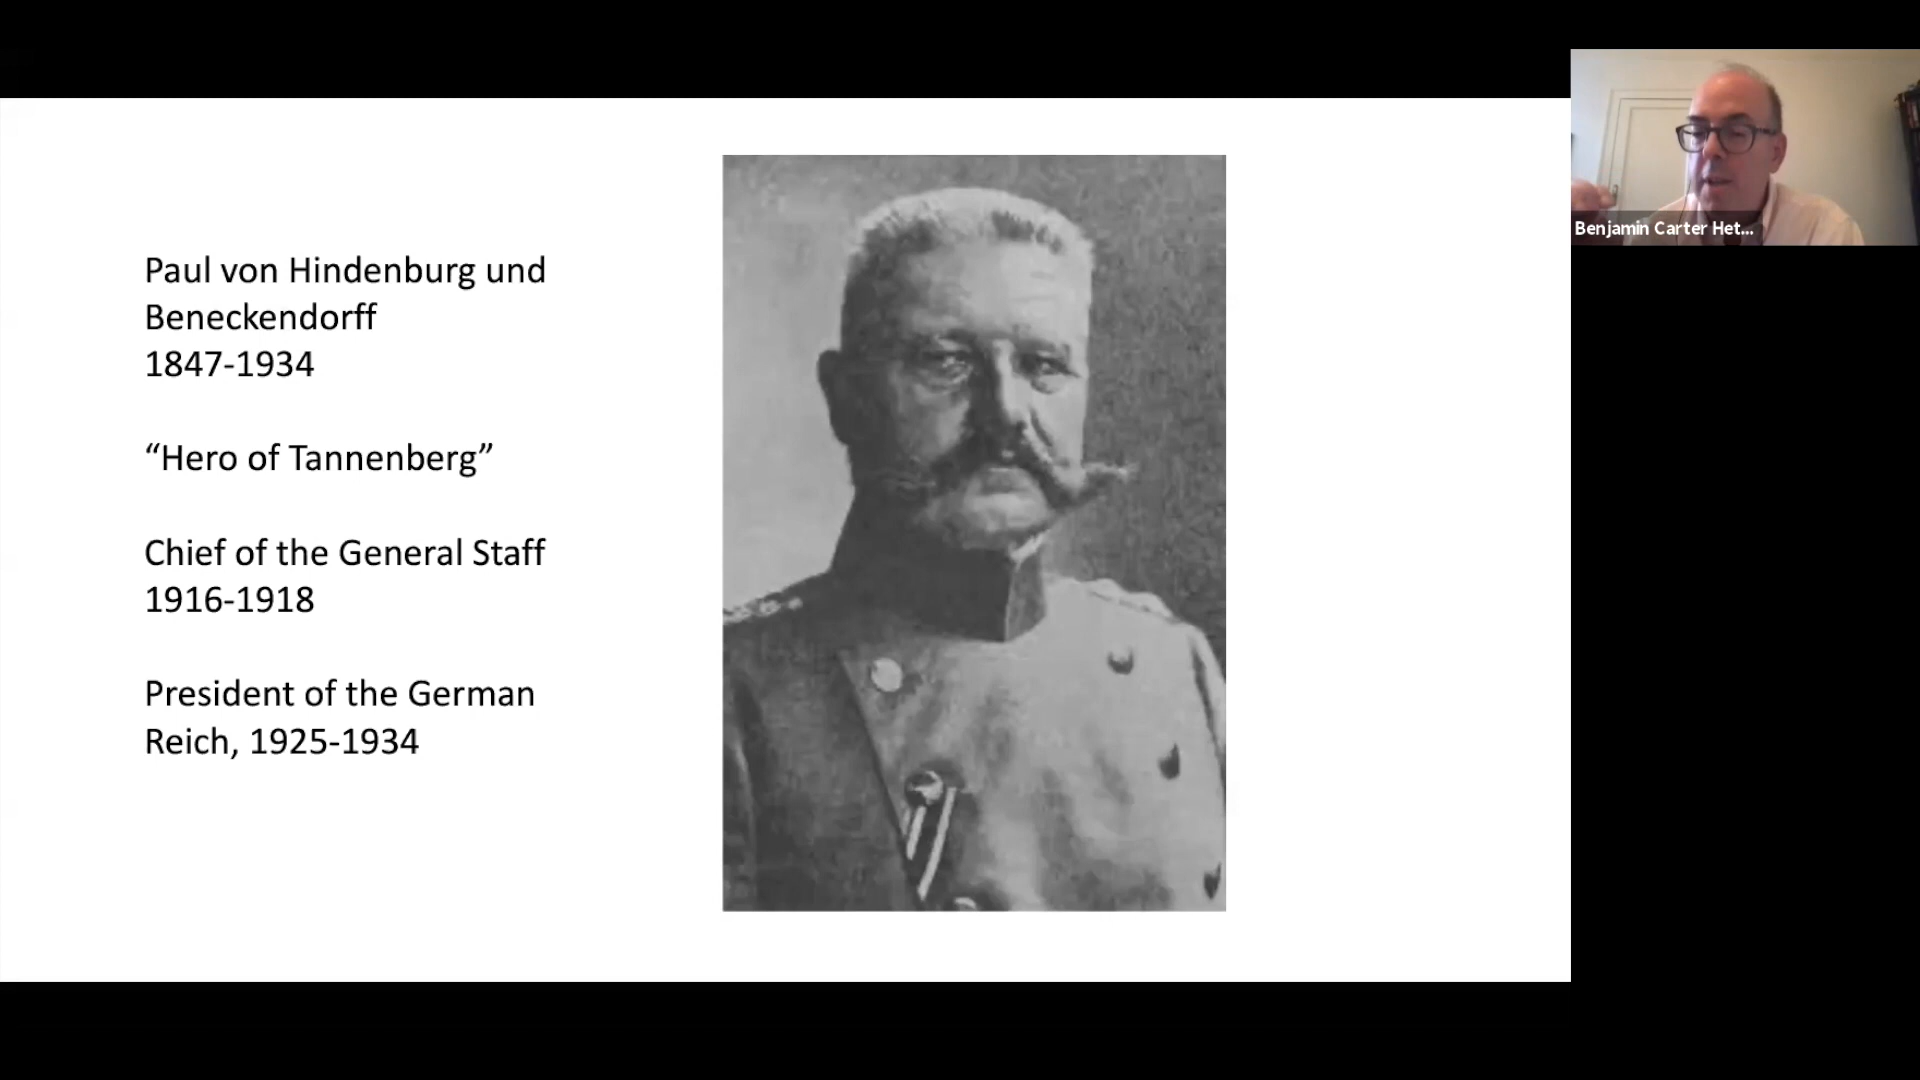 Paul von Hindenburg und
Beneckendorff
1847-1934
“Hero of Tannenberg”
Chief of the General Staff
1916-1918
President of the German
Reich, 1925-1934
Benjamin Carter Het...